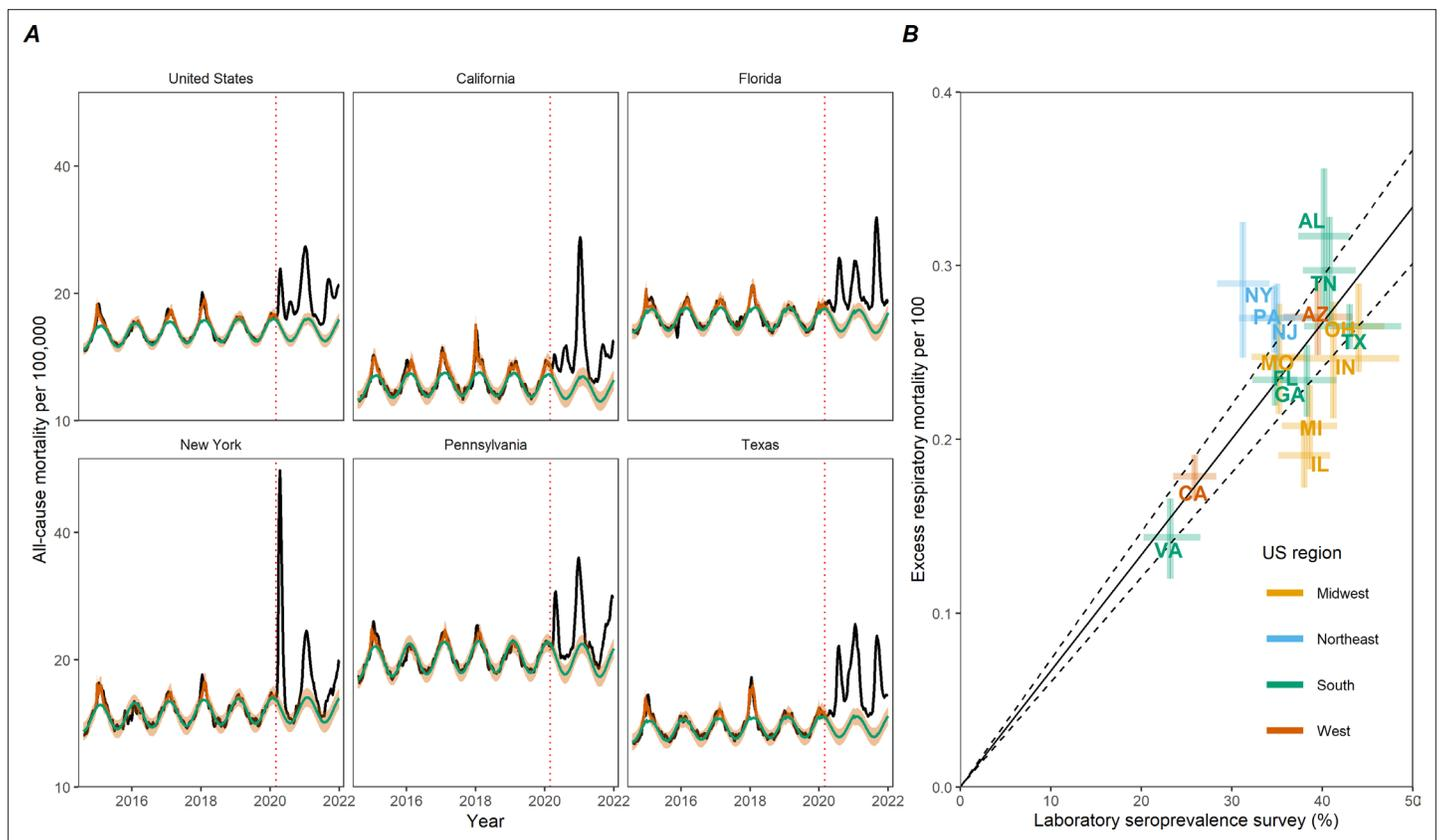 A
B
United States
California
Florida
40
20
10
New York
Pennsylvania
Texas
40
20
10
2016 2018 2020 2022
2016 2018 2020 2022
2016 2018 2020 2022
Year
All-cause mortality per 100,000
0.4
0.3
0.2
0.1
0.0
Excess respiratory mortality per 100
AL
TN
NY
PA
NJ
AZ
OH
TX
MO
IN
FL
GA
MI
IL
CA
VA
US region
Midwest
Northeast
South
West
0 10 20 30 40 50
Laboratory seroprevalence survey (%)